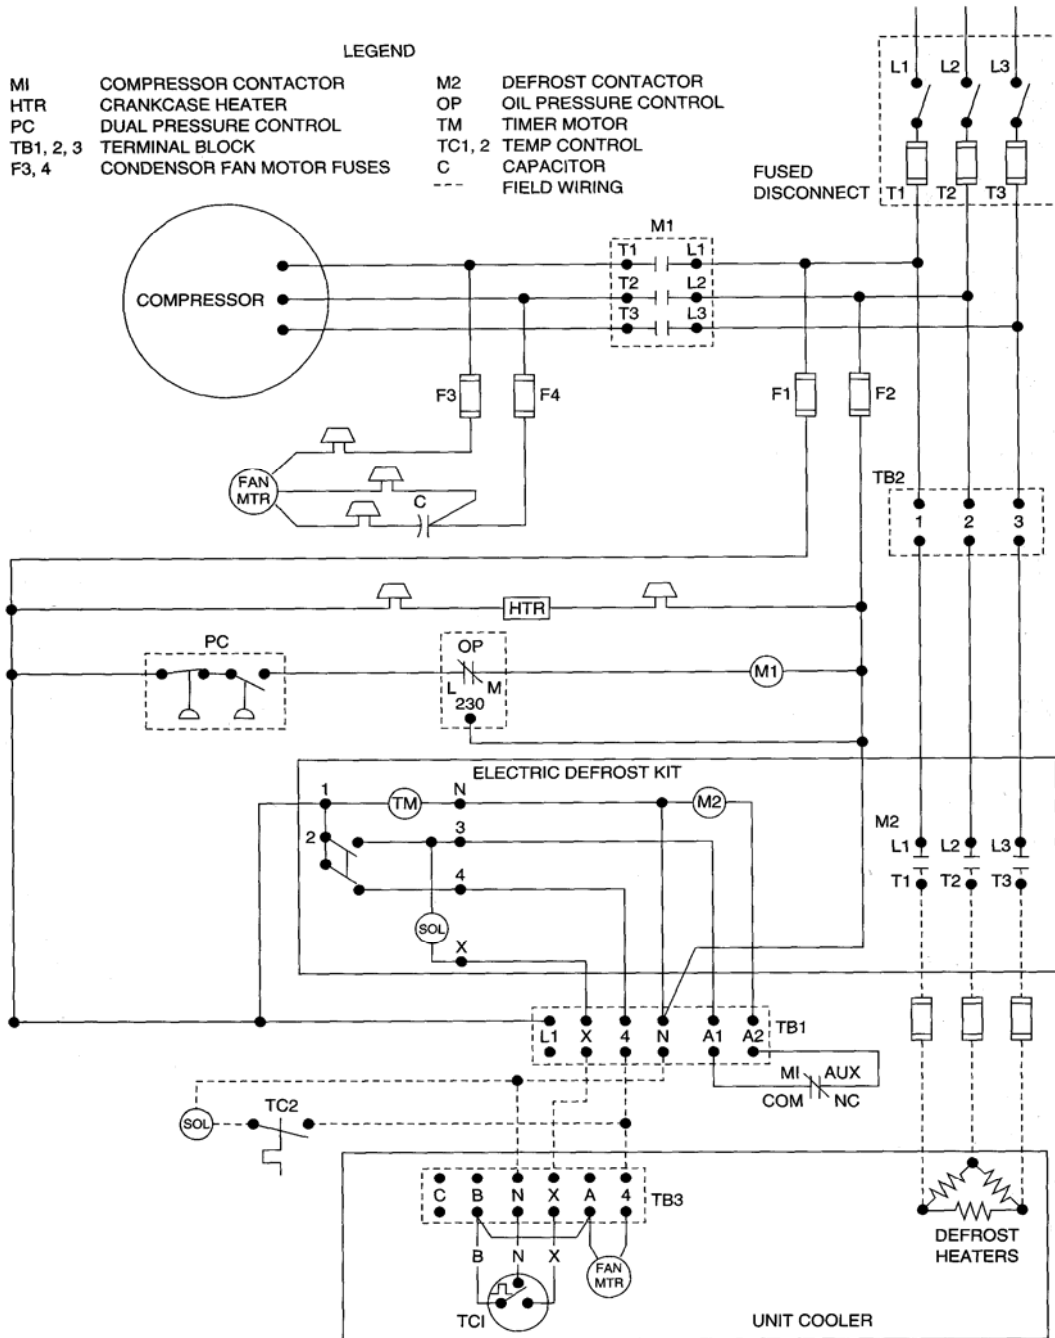 LEGEND
MI COMPRESSOR CONTACTOR
HTR CRANKCASE HEATER
PC DUAL PRESSURE CONTROL
TB1, 2, 3 TERMINAL BLOCK
F3, 4 CONDENSOR FAN MOTOR FUSES
M2 DEFROST CONTACTOR
OP OIL PRESSURE CONTROL
TM TIMER MOTOR
TC1, 2 TEMP CONTROL
C CAPACITOR
--- FIELD WIRING
L1 L2 L3
FUSED
DISCONNECT
T1 T2 T3
M1
T1 L1
T2 L2
T3 L3
COMPRESSOR
F3 F4 F1 F2
FAN
MTR
C
TB2
1 2 3
HTR
PC
OP
L M
230
M1
ELECTRIC DEFROST KIT
1 TM N M2
2 3
4
SOL
X
M2
L1 L2 L3
T1 T2 T3
L1 X 4 N A1 A2 TB1
MI AUX
COM NC
SOL TC2
C B N X A 4 TB3
B N X
FAN
MTR
TCI
DEFROST
HEATERS
UNIT COOLER